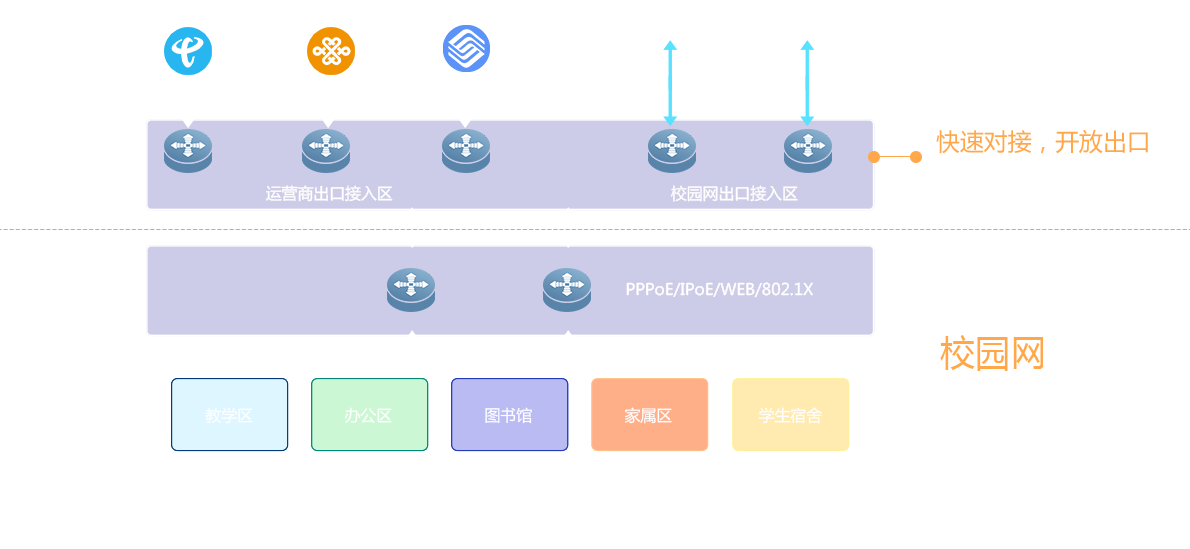 快速对接，开放出口
运营商出口接入区
校园网出口接入区
PPPoE/IPoE/WEB/802.1X
校园网
教学区
办公区
图书馆
家属区
学生宿舍